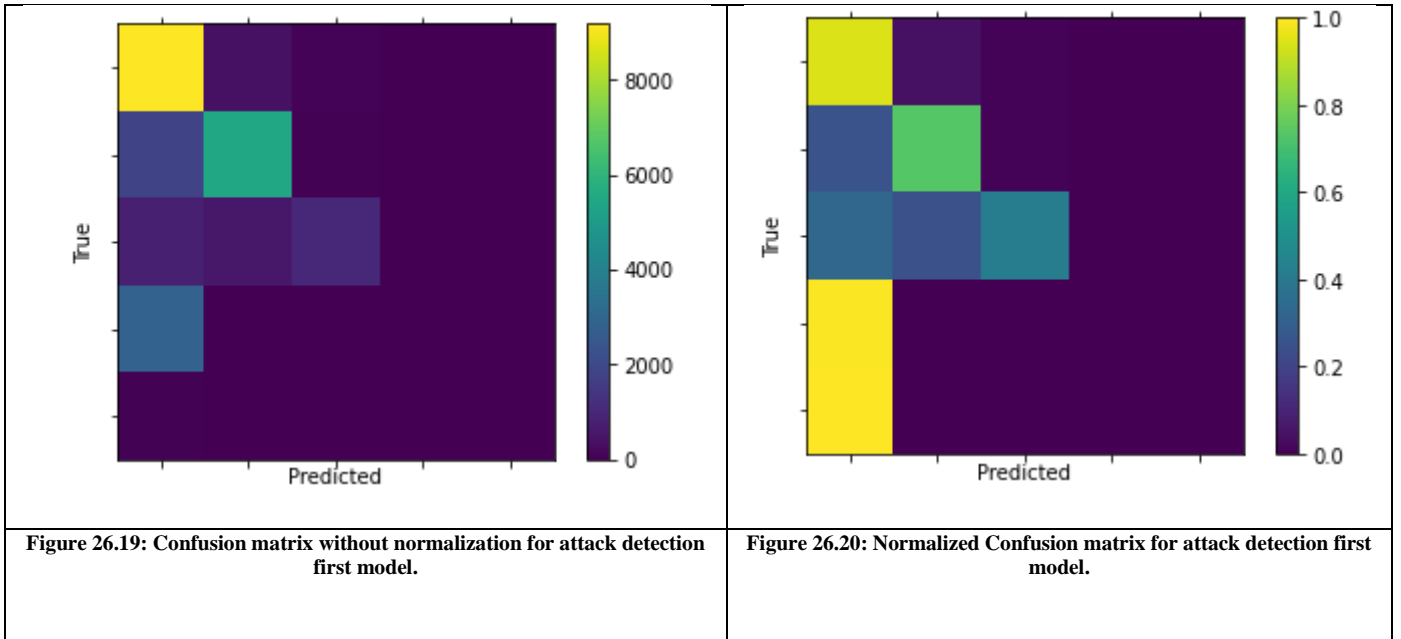 8000
6000
4000
2000
0
True
Predicted
1.0
0.8
0.6
0.4
0.2
0.0
True
Predicted
Figure 26.19: Confusion matrix without normalization for attack detection
first model.
Figure 26.20: Normalized Confusion matrix for attack detection first
model.